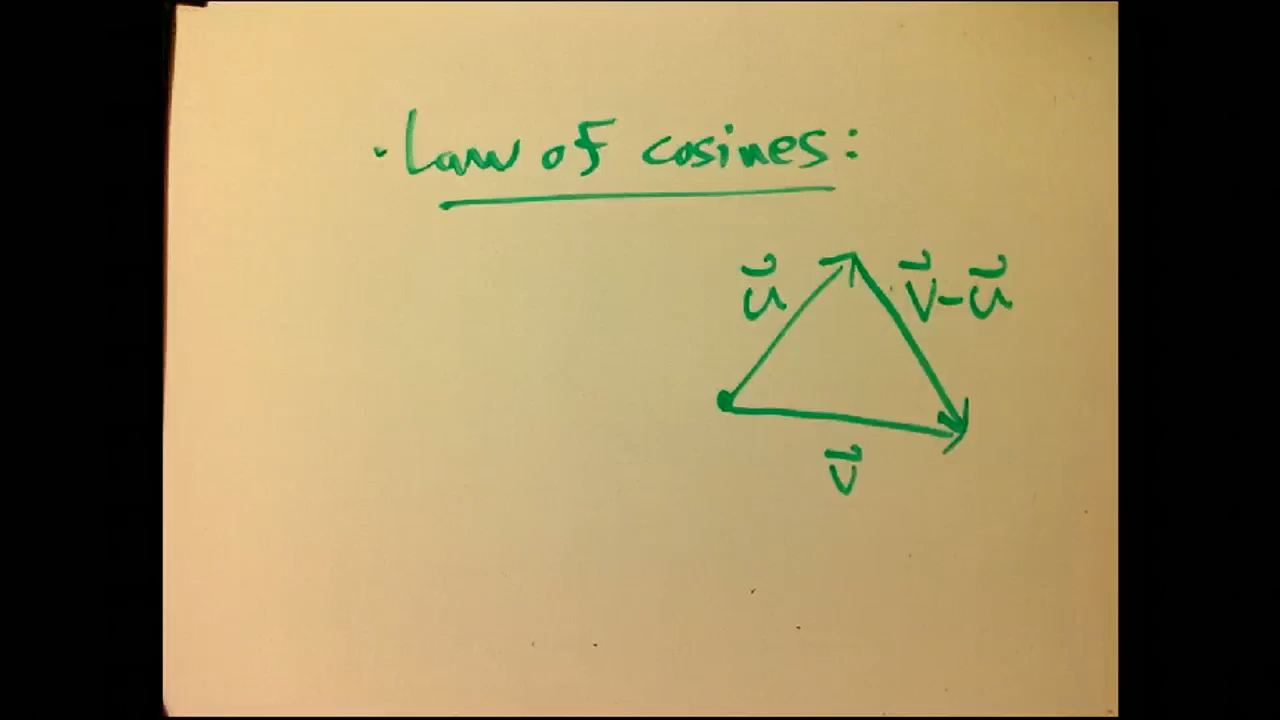 · Law of cosines:
u⃗
v⃗-u⃗
v⃗